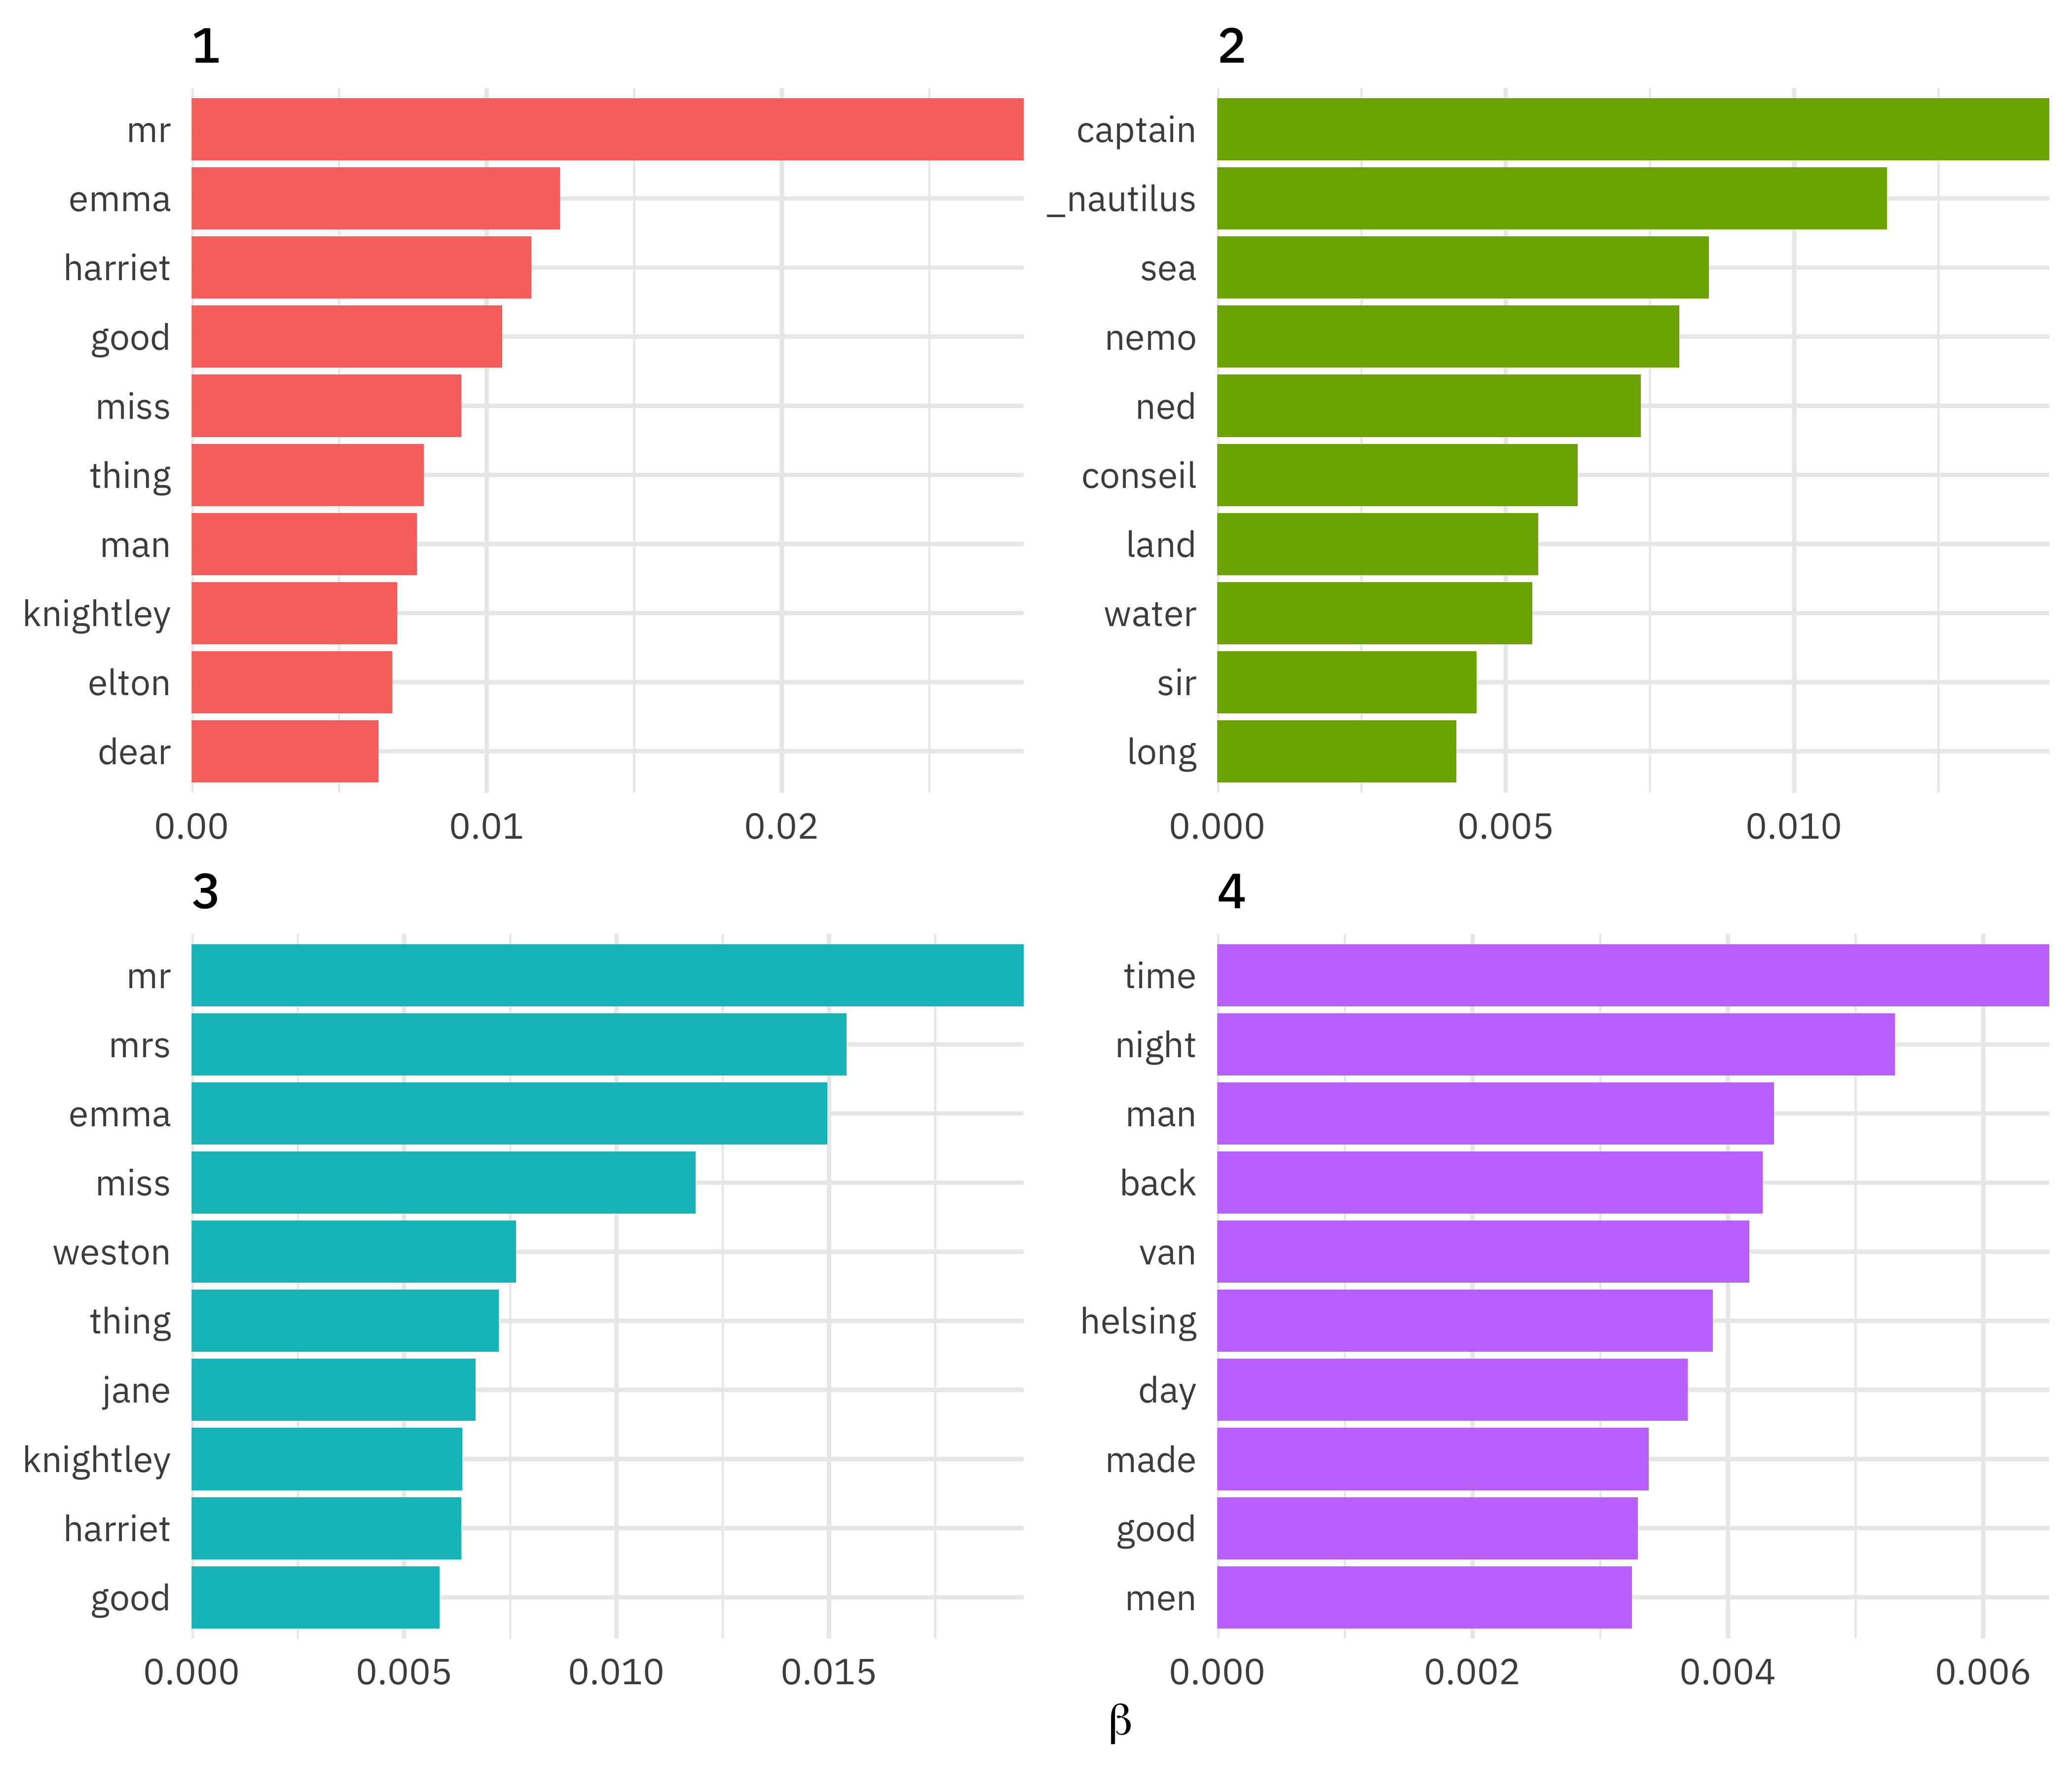 1
mr
emma
harriet
good
miss
thing
man
knightley
elton
dear
0.00 0.01 0.02
2
captain
_nautilus
sea
nemo
ned
conseil
land
water
sir
long
0.000 0.005 0.010
3
mr
mrs
emma
miss
weston
thing
jane
knightley
harriet
good
0.000 0.005 0.010 0.015
4
time
night
man
back
van
helsing
day
made
good
men
0.000 0.002 0.004 0.006
β